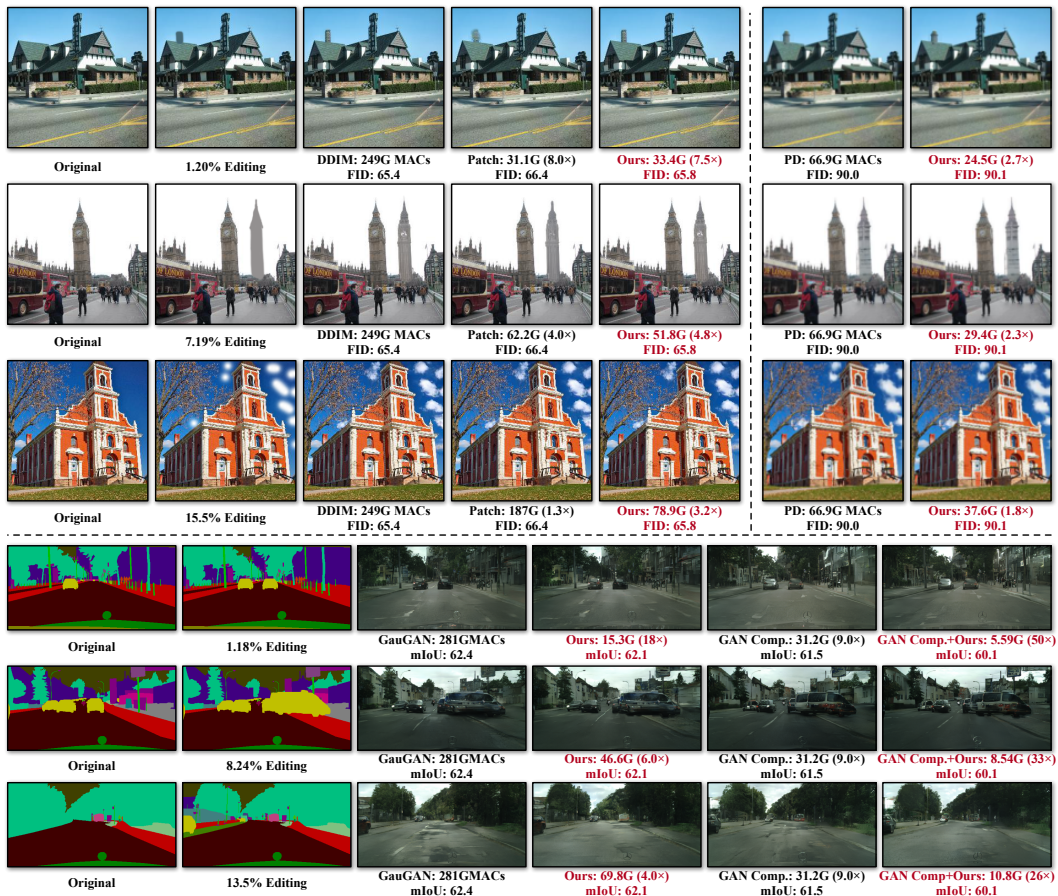 Original
1.20% Editing
DDIM: 249G MACs
FID: 65.4
Patch: 31.1G (8.0×)
FID: 66.4
Ours: 33.4G (7.5×)
FID: 65.8
PD: 66.9G MACs
FID: 90.0
Ours: 24.5G (2.7×)
FID: 90.1
Original
7.19% Editing
DDIM: 249G MACs
FID: 65.4
Patch: 62.2G (4.0×)
FID: 66.4
Ours: 51.8G (4.8×)
FID: 65.8
PD: 66.9G MACs
FID: 90.0
Ours: 29.4G (2.3×)
FID: 90.1
Original
15.5% Editing
DDIM: 249G MACs
FID: 65.4
Patch: 187G (1.3×)
FID: 66.4
Ours: 78.9G (3.2×)
FID: 65.8
PD: 66.9G MACs
FID: 90.0
Ours: 37.6G (1.8×)
FID: 90.1
Original
1.18% Editing
GauGAN: 281GMACs
mIoU: 62.4
Ours: 15.3G (18×)
mIoU: 62.1
GAN Comp.: 31.2G (9.0×)
mIoU: 61.5
GAN Comp.+Ours: 5.59G (50×)
mIoU: 60.1
Original
8.24% Editing
GauGAN: 281GMACs
mIoU: 62.4
Ours: 46.6G (6.0×)
mIoU: 62.1
GAN Comp.: 31.2G (9.0×)
mIoU: 61.5
GAN Comp.+Ours: 8.54G (33×)
mIoU: 60.1
Original
13.5% Editing
GauGAN: 281GMACs
mIoU: 62.4
Ours: 69.8G (4.0×)
mIoU: 62.1
GAN Comp.: 31.2G (9.0×)
mIoU: 61.5
GAN Comp+Ours: 10.8G (26×)
mIoU: 60.1